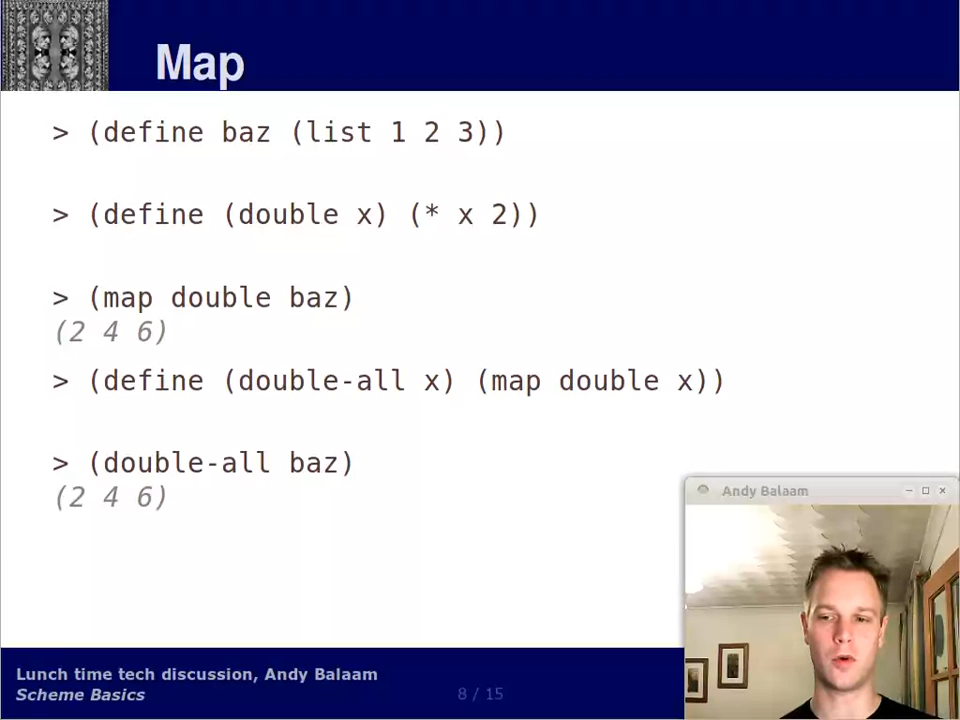 Map
> (define baz (list 1 2 3))
> (define (double x) (* x 2))
> (map double baz)
(2 4 6)
> (define (double-all x) (map double x))
> (double-all baz)
(2 4 6)
Andy Balaam
Lunch time tech discussion, Andy Balaam
Scheme Basics
8 / 15